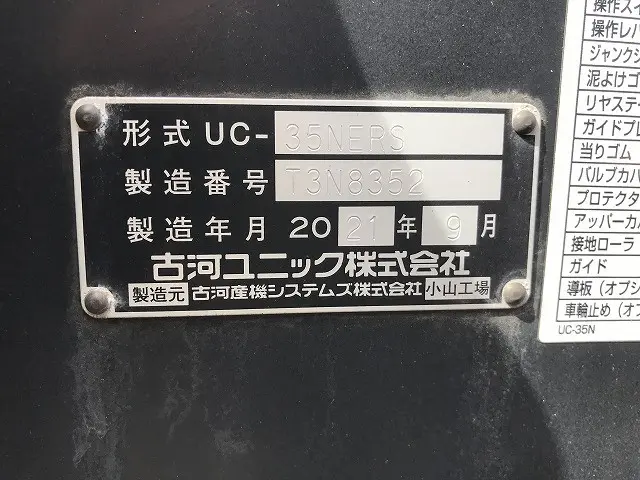 形式 UC- 35NERS
製造番号 T3N8352
製造年月 2021年 9月
古河ユニック株式会社
製造元 古河産機システムズ株式会社 小山工場
操作スイ
操作レバ
ジャンクシ
泥よけゴ
リヤステ
ガイドプレ
当りゴム
バルブカバ
プロテクタ
アッパーカバ
接地ローラ
ガイド
導板（オプシ
車輪止め（オプ
UC-35N